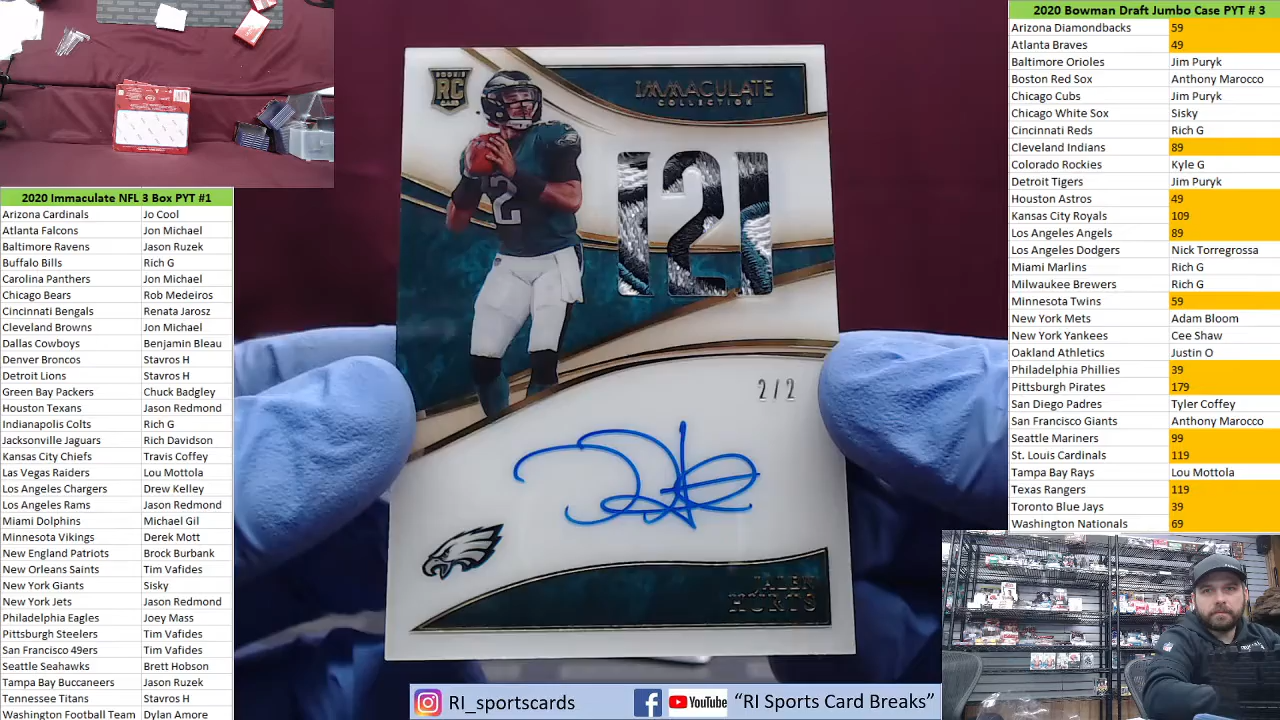 2020 Immaculate NFL 3 Box PYT #1
Arizona Cardinals Jo Cool
Atlanta Falcons Jon Michael
Baltimore Ravens Jason Ruzek
Buffalo Bills Rich G
Carolina Panthers Jon Michael
Chicago Bears Rob Medeiros
Cincinnati Bengals Renata Jarosz
Cleveland Browns Jon Michael
Dallas Cowboys Benjamin Bleau
Denver Broncos Stavros H
Detroit Lions Stavros H
Green Bay Packers Chuck Badgley
Houston Texans Jason Redmond
Indianapolis Colts Rich G
Jacksonville Jaguars Rich Davidson
Kansas City Chiefs Travis Coffey
Las Vegas Raiders Lou Mottola
Los Angeles Chargers Drew Kelley
Los Angeles Rams Jason Redmond
Miami Dolphins Michael Gil
Minnesota Vikings Derek Mott
New England Patriots Brock Burbank
New Orleans Saints Tim Vafides
New York Giants Sisky
New York Jets Jason Redmond
Philadelphia Eagles Joey Mass
Pittsburgh Steelers Tim Vafides
San Francisco 49ers Tim Vafides
Seattle Seahawks Brett Hobson
Tampa Bay Buccaneers Jason Ruzek
Tennessee Titans Stavros H
Washington Football Team Dylan Amore
ROOKIE
RC
CARD
IMMACULATE
COLLECTION
2
121
2/2
JALEN
HURTS
RI_sportscards YouTube "RI Sports Card Breaks"
2020 Bowman Draft Jumbo Case PYT # 3
Arizona Diamondbacks 59
Atlanta Braves 49
Baltimore Orioles Jim Puryk
Boston Red Sox Anthony Marocco
Chicago Cubs Jim Puryk
Chicago White Sox Sisky
Cincinnati Reds Rich G
Cleveland Indians 89
Colorado Rockies Kyle G
Detroit Tigers Jim Puryk
Houston Astros 49
Kansas City Royals 109
Los Angeles Angels 89
Los Angeles Dodgers Nick Torregrossa
Miami Marlins Rich G
Milwaukee Brewers Rich G
Minnesota Twins 59
New York Mets Adam Bloom
New York Yankees Cee Shaw
Oakland Athletics Justin O
Philadelphia Phillies 39
Pittsburgh Pirates 179
San Diego Padres Tyler Coffey
San Francisco Giants Anthony Marocco
Seattle Mariners 99
St. Louis Cardinals 119
Tampa Bay Rays Lou Mottola
Texas Rangers 119
Toronto Blue Jays 39
Washington Nationals 69